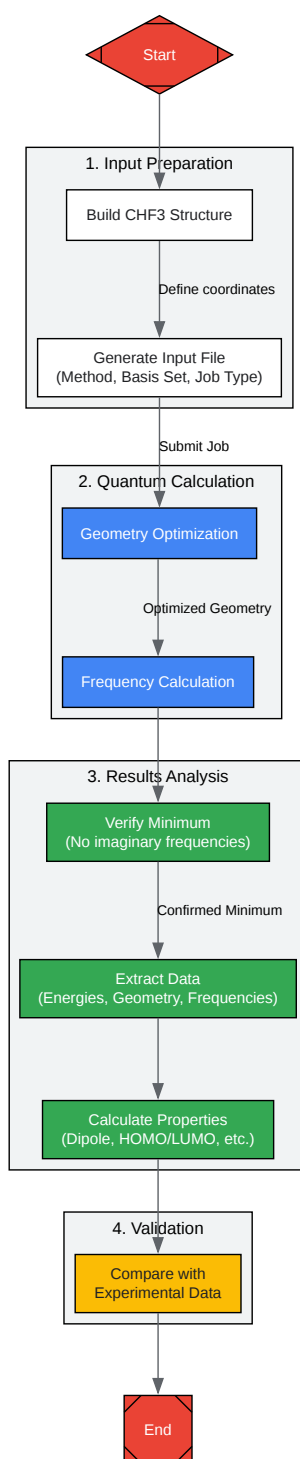 Start
1. Input Preparation
Build CHF3 Structure
Define coordinates
Generate Input File
(Method, Basis Set, Job Type)
Submit Job
2. Quantum Calculation
Geometry Optimization
Optimized Geometry
Frequency Calculation
3. Results Analysis
Verify Minimum
(No imaginary frequencies)
Confirmed Minimum
Extract Data
(Energies, Geometry, Frequencies)
Calculate Properties
(Dipole, HOMO/LUMO, etc.)
4. Validation
Compare with
Experimental Data
End